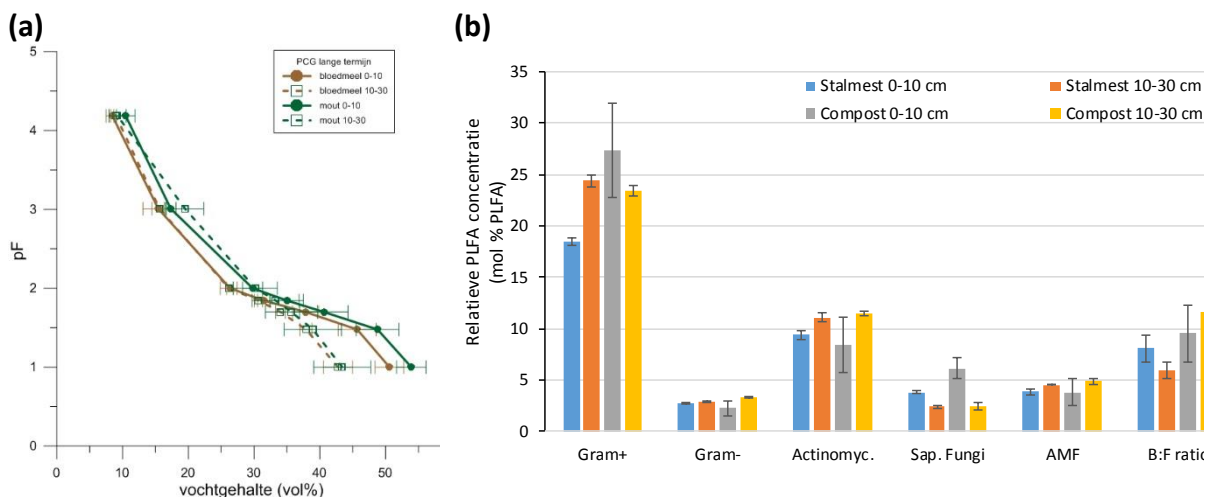 (a)
5
4
3
2
1
0
pF
PCG lange termijn
bloedmeel 0-10
bloedmeel 10-30
mout 0-10
mout 10-30
0 10 20 30 40 50
vochtgehalte (vol%)
(b)
Relatieve PLFA concentratie
(mol % PLFA)
35
30
25
20
15
10
5
0
Stalmest 0-10 cm Stalmest 10-30 cm
Compost 0-10 cm Compost 10-30 cm
Gram+ Gram- Actinomyc. Sap. Fungi AMF B:F ratio